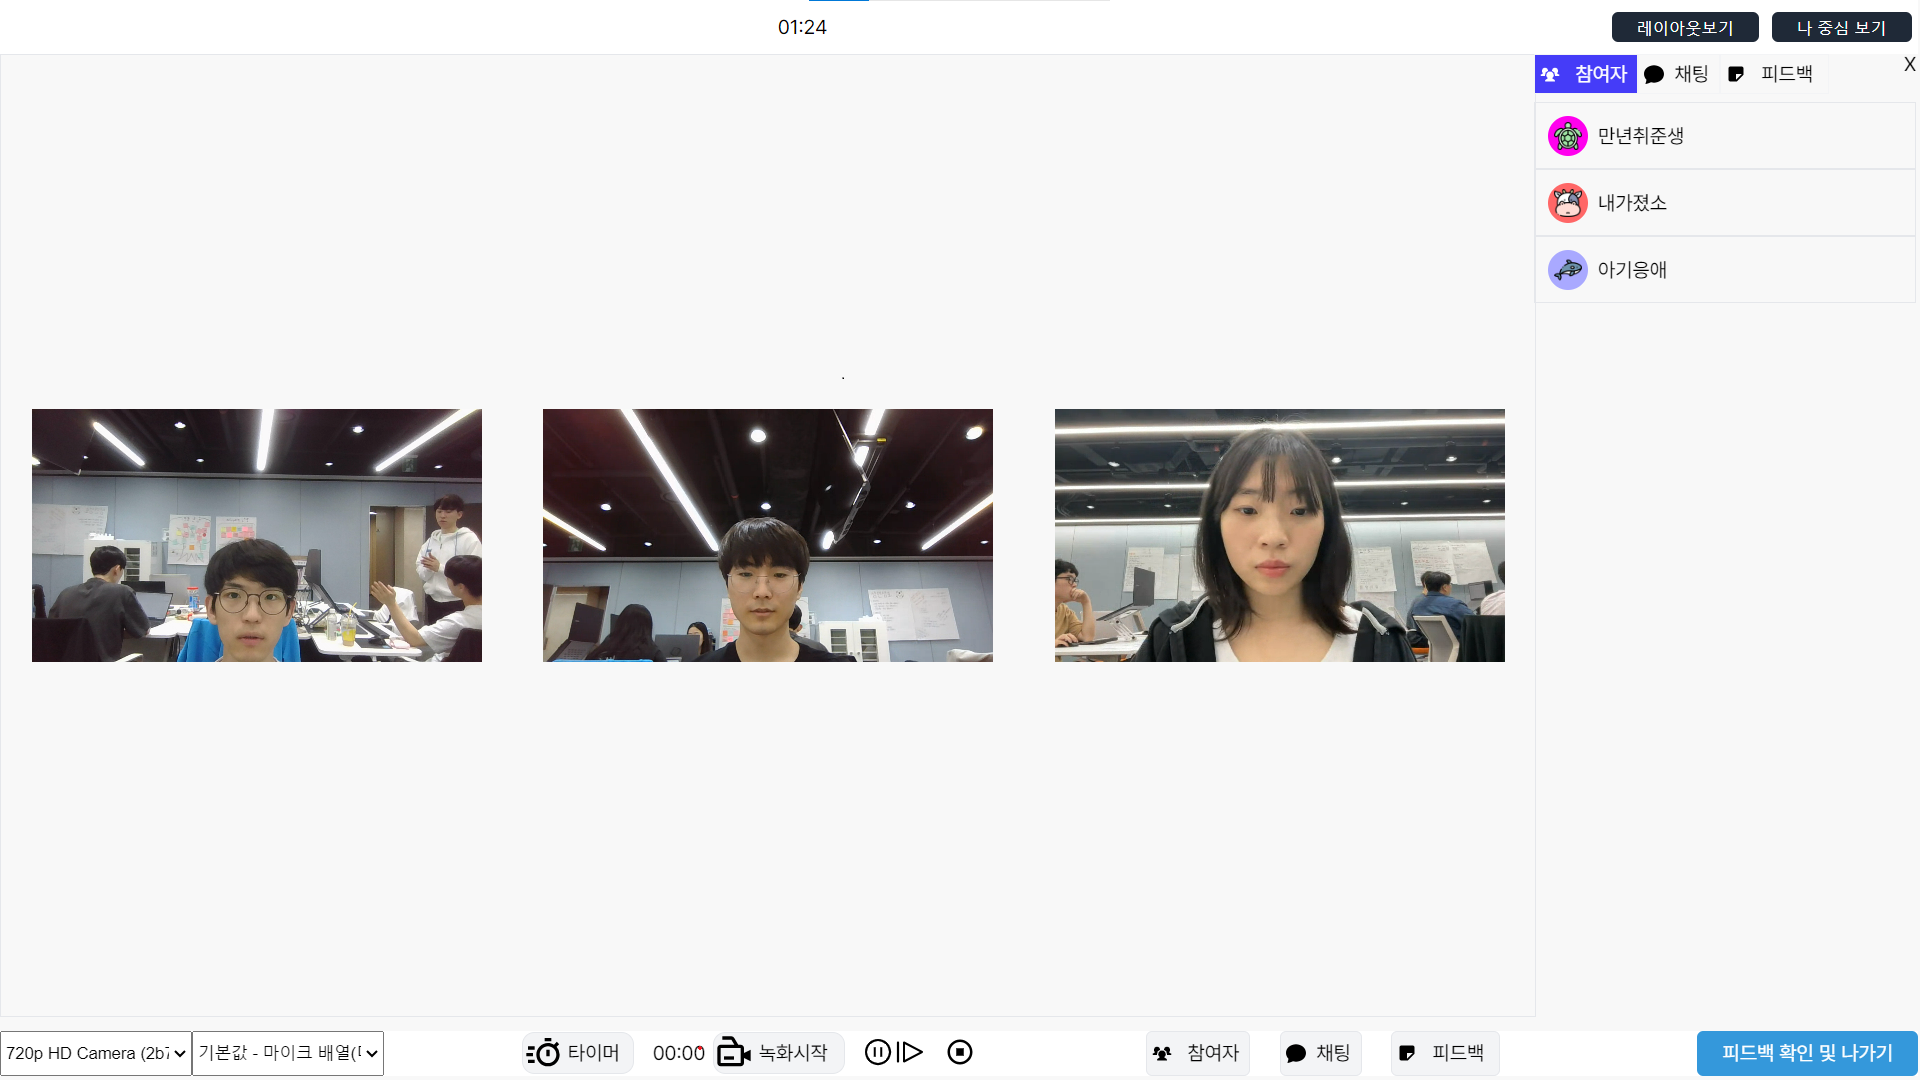 01:24
레이아웃보기
나 중심 보기
참여자
채팅
피드백
X
만년취준생
내가졌소
아기응애
720p HD Camera (2b7
기본값 - 마이크 배열(
타이머
00:00
녹화시작
참여자
채팅
피드백
피드백 확인 및 나가기